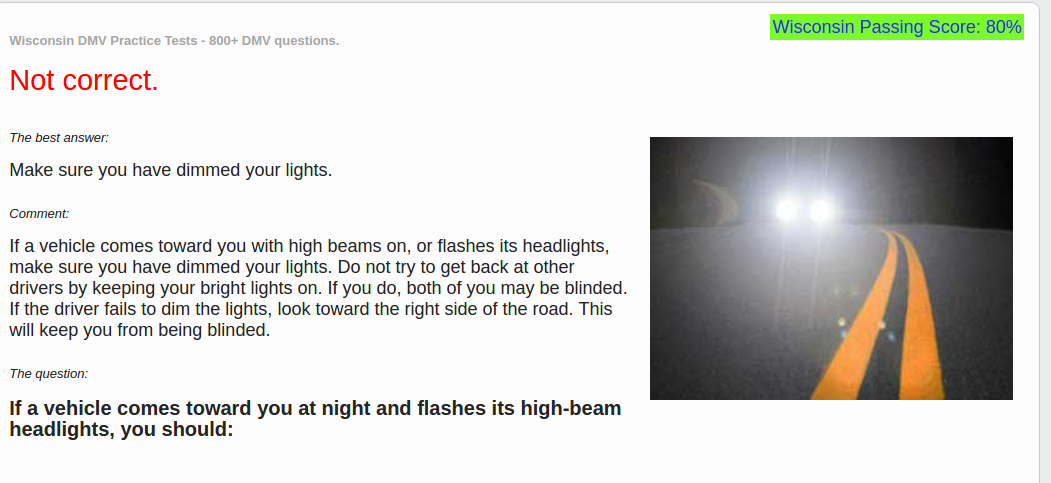 Wisconsin Passing Score: 80%
Wisconsin DMV Practice Tests - 800+ DMV questions.
Not correct.
The best answer:
Make sure you have dimmed your lights.
Comment:
If a vehicle comes toward you with high beams on, or flashes its headlights,
make sure you have dimmed your lights. Do not try to get back at other
drivers by keeping your bright lights on. If you do, both of you may be blinded.
If the driver fails to dim the lights, look toward the right side of the road. This
will keep you from being blinded.
The question:
If a vehicle comes toward you at night and flashes its high-beam
headlights, you should: